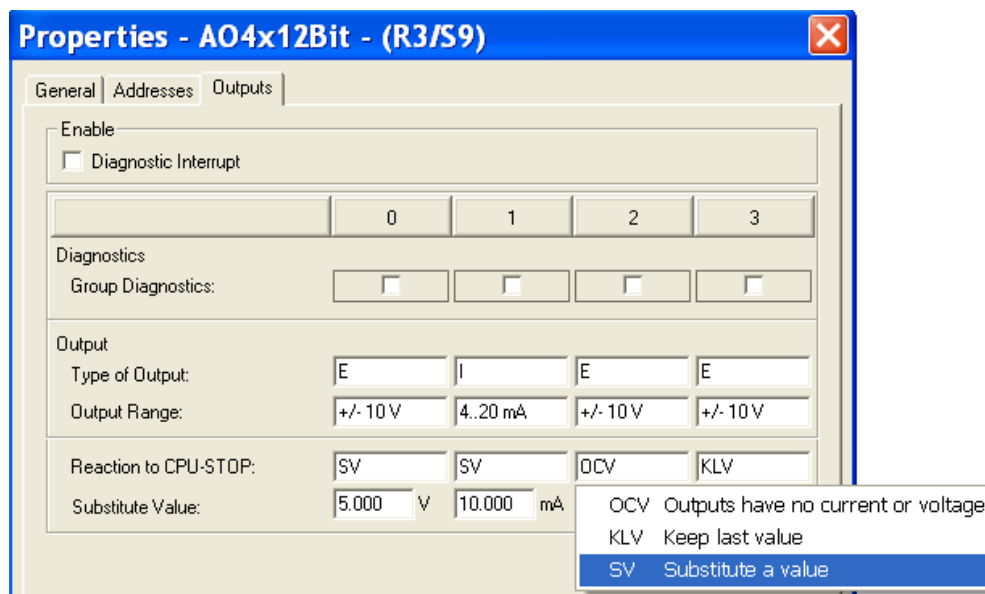 Properties - AO4x12Bit - (R3/S9)
General Addresses Outputs
Enable
Diagnostic Interrupt
0 1 2 3
Diagnostics
Group Diagnostics:
Output
Type of Output: E I E E
Output Range: +/- 10 V 4..20 mA +/- 10 V +/- 10 V
Reaction to CPU-STOP: SV SV OCV KLV
Substitute Value: 5.000 V 10.000 mA
OCV Outputs have no current or voltage
KLV Keep last value
SV Substitute a value